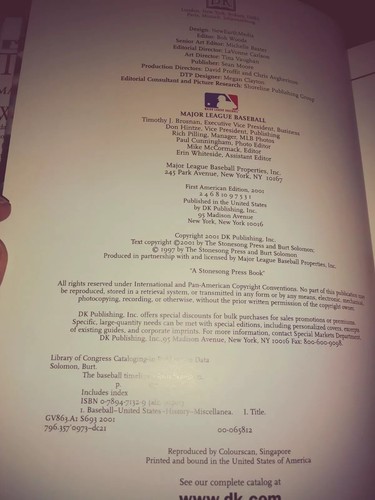 DK
Design:
Editor: Bob Woods
Senior Art Editor: Michelle Baxter
Editorial Director: LaVonne Carlson
Art Director: Tina Vaughan
Publisher: Sean Moore
Production Directors: David Proffit and Chris
DTP Designer: Megan Clayton
Editorial Consultant and Picture Research: Shoreline Publishing Group
MAJOR LEAGUE BASEBALL
Timothy J. Brosnan, Executive Vice President, Business
Don Hintze, Vice President, Publishing
Rich Pilling, Manager, MLB Photos
Paul Cunningham, Photo Editor
Mike McCormack, Editor
Erin Whiteside, Assistant Editor
Major League Baseball Properties, Inc.
245 Park Avenue, New York, NY 10167
First American Edition, 2001
2 4 6 8 10 9 7 5 3 1
Published in the United States
by DK Publishing, Inc.
95 Madison Avenue
New York, New York 10016
Copyright 2001 DK Publishing, Inc.
Text copyright ©2001 by The Stonesong Press and Burt Solomon;
© 1997 by The Stonesong Press and Burt Solomon
Produced in partnership with and licensed by Major League Baseball Properties, Inc.
"A Stonesong Press Book"
All rights reserved under International and Pan-American Copyright Conventions. No part of this publication may
be reproduced, stored in a retrieval system, or transmitted in any form or by any means, electronic, mechanical,
photocopying, recording, or otherwise, without the prior written permission of the copyright owner.
DK Publishing, Inc. offers special discounts for bulk purchases for sales promotions or premiums.
Specific, large-quantity needs can be met with special editions, including personalized covers, excerpts
of existing guides, and corporate imprints. For more information, contact Special Markets Department,
DK Publishing, Inc., 95 Madison Avenue, New York, NY 10016 Fax: 800-600-9098.
Library of Congress Cataloging Data
Solomon, Burt.
The baseball
p.
Includes index
ISBN 0-7894-7132-9
1. Baseball--United States--History--Miscellanea. I. Title.
GV863.A1 S693 2001
796.357'0973-dc21 00-065812
Reproduced by Colourscan, Singapore
Printed and bound in the United States of America
See our complete catalog at
www.dk.com